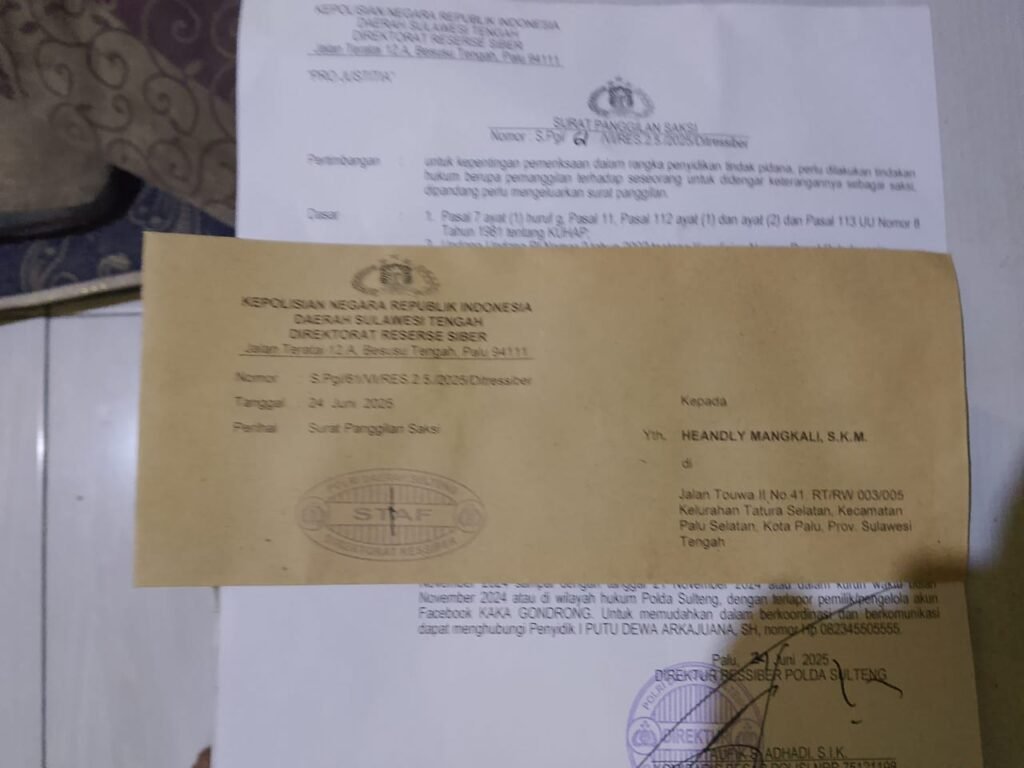 KEPOLISIAN NEGARA REPUBLIK INDONESIA
DAERAH SULAWESI TENGAH
DIREKTORAT RESERSE SIBER
Jalan Teratai 12 A, Besusu Tengah, Palu 94111
"PRO JUSTITIA"
SURAT PANGGILAN SAKSI
Nomor : S.Pgl/ 61 /VI/RES.2.5./2025/Ditressiber
Pertimbangan : untuk kepentingan pemeriksaan dalam rangka penyidikan tindak pidana, perlu dilakukan tindakan
hukum berupa pemanggilan terhadap seseorang untuk didengar keterangannya sebagai saksi,
dipandang perlu mengeluarkan surat panggilan.
Dasar : 1. Pasal 7 ayat (1) huruf g, Pasal 11, Pasal 112 ayat (1) dan ayat (2) dan Pasal 113 UU Nomor 8
Tahun 1981 tentang KUHAP;
KEPOLISIAN NEGARA REPUBLIK INDONESIA
DAERAH SULAWESI TENGAH
DIREKTORAT RESERSE SIBER
Jalan Teratai 12 A, Besusu Tengah, Palu 94111
Nomor : S.Pgl/61/VI/RES.2.5./2025/Ditressiber
Tanggal : 24 Juni 2025
Perihal : Surat Panggilan Saksi
Kepada
Yth. HEANDLY MANGKALI, S.K.M.
di
Jalan Touwa II No.41 RT/RW 003/005
Kelurahan Tatura Selatan, Kecamatan
Palu Selatan, Kota Palu, Prov. Sulawesi
Tengah
STAF
DIREKTORAT RESSIBER
November 2024 sampai dengan tanggal 21 November 2024 atau dalam kurun waktu bulan
November 2024 atau di wilayah hukum Polda Sulteng, dengan terlapor pemilik/pengelola akun
Facebook KAKA GONDRONG. Untuk memudahkan dalam berkoordinasi dan berkomunikasi
dapat menghubungi Penyidik I PUTU DEWA ARKAJUANA, SH, nomor Hp 082345505555.
Palu, 24 Juni 2025
DIREKTUR RESSIBER POLDA SULTENG
DIREKTUR
ADHADI, S.I.K.